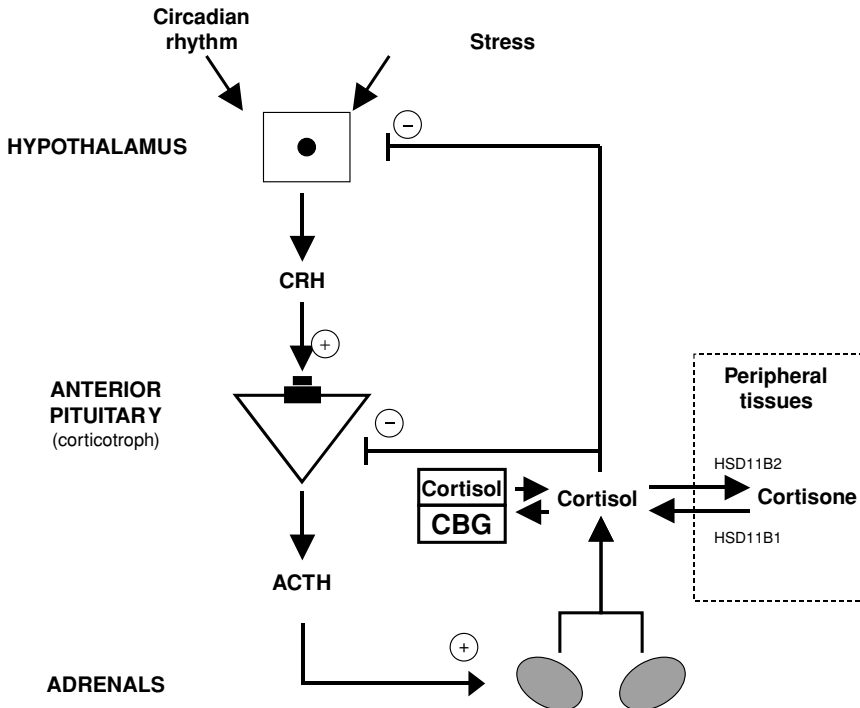 Circadian
rhythm
Stress
−
HYPOTHALAMUS
CRH
+
ANTERIOR
PITUITARY
(corticotroph)
−
Peripheral
tissues
HSD11B2
Cortisol
CBG
Cortisol
Cortisone
HSD11B1
ACTH
+
ADRENALS